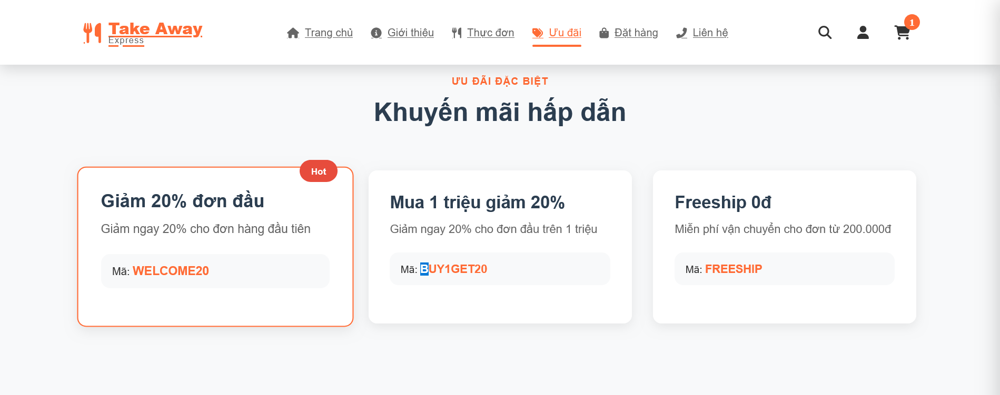 Take Away
Express
Trang chủ
Giới thiệu
Thực đơn
Ưu đãi
Đặt hàng
Liên hệ
1
ƯU ĐÃI ĐẶC BIỆT
Khuyến mãi hấp dẫn
Hot
Giảm 20% đơn đầu
Giảm ngay 20% cho đơn hàng đầu tiên
Mã: WELCOME20
Mua 1 triệu giảm 20%
Giảm ngay 20% cho đơn đầu trên 1 triệu
Mã: BUY1GET20
Freeship 0đ
Miễn phí vận chuyển cho đơn từ 200.000đ
Mã: FREESHIP